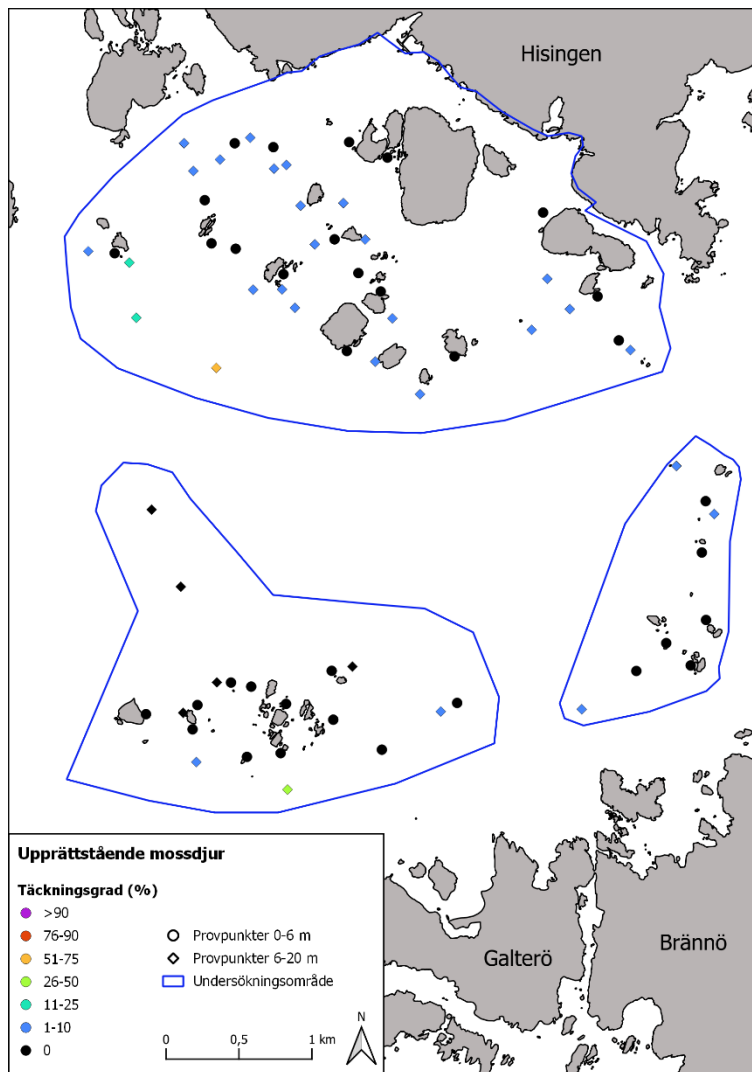 Hisingen
Galterö
Brännö
Upprättstående mossdjur
Täckningsgrad (%)
>90
76-90
51-75
26-50
11-25
1-10
0
Provpunkter 0-6 m
Provpunkter 6-20 m
Undersökningsområde
0 0,5 1 km
N